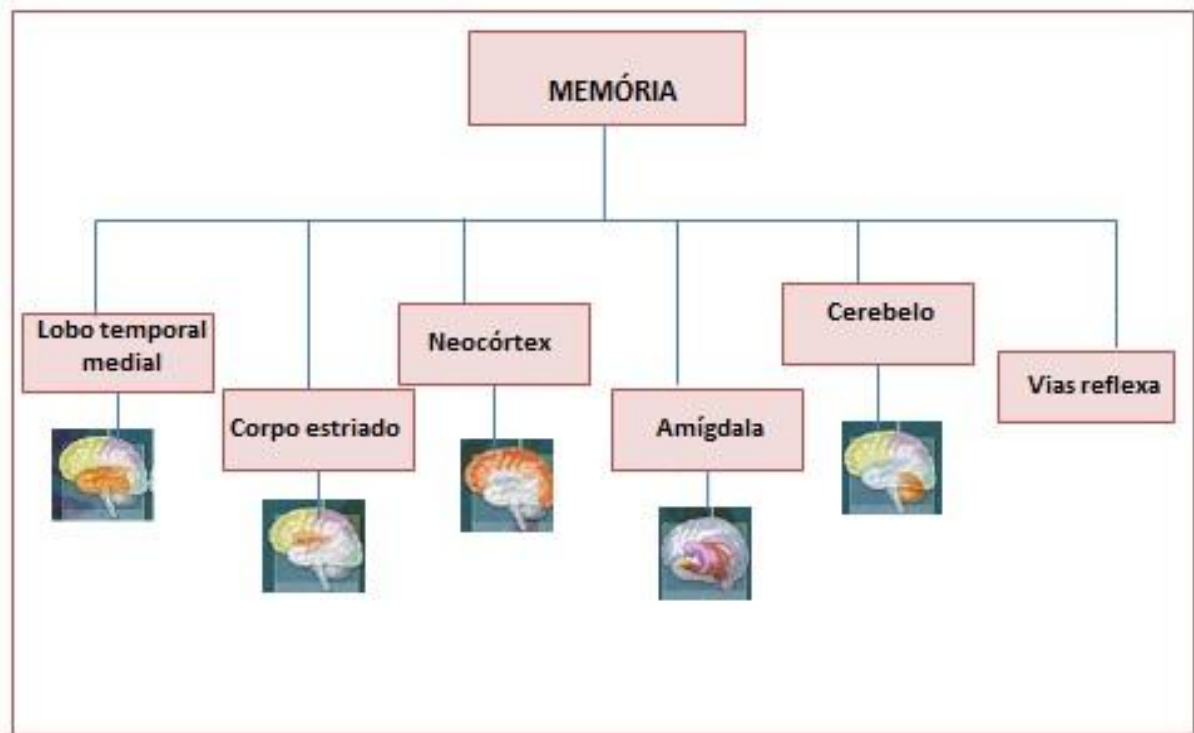 MEMÓRIA
Lobo temporal
medial
Corpo estriado
Neocórtex
Amígdala
Cerebelo
Vias reflexa